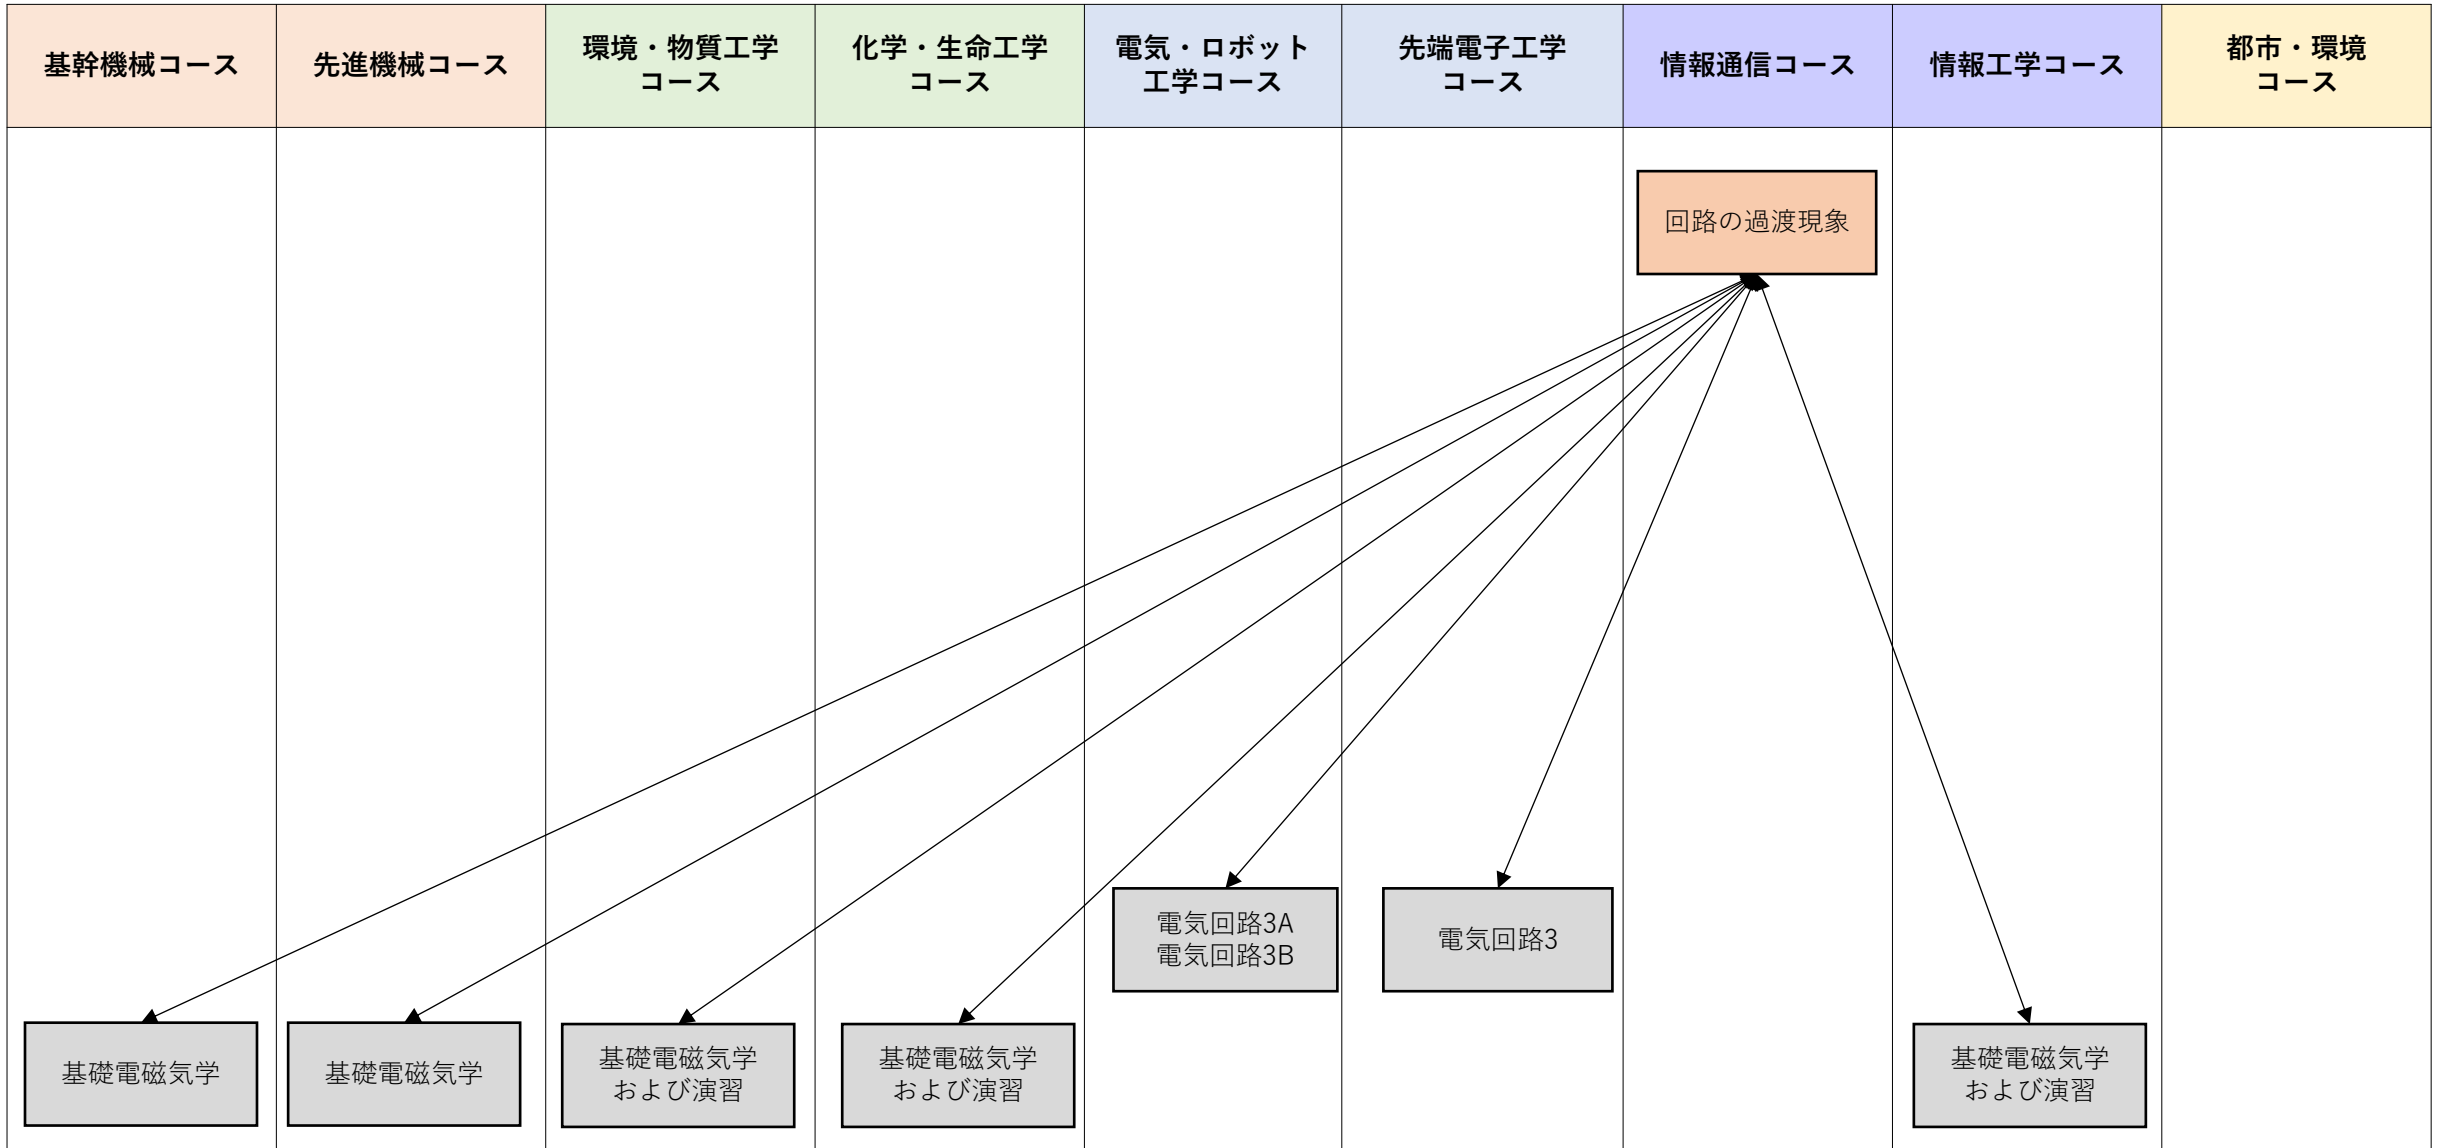 基幹機械コース
先進機械コース
環境・物質工学
コース
化学・生命工学
コース
電気・ロボット
工学コース
先端電子工学
コース
情報通信コース
情報工学コース
都市・環境
コース
回路の過渡現象
電気回路3A
電気回路3B
電気回路3
基礎電磁気学
基礎電磁気学
基礎電磁気学
および演習
基礎電磁気学
および演習
基礎電磁気学
および演習